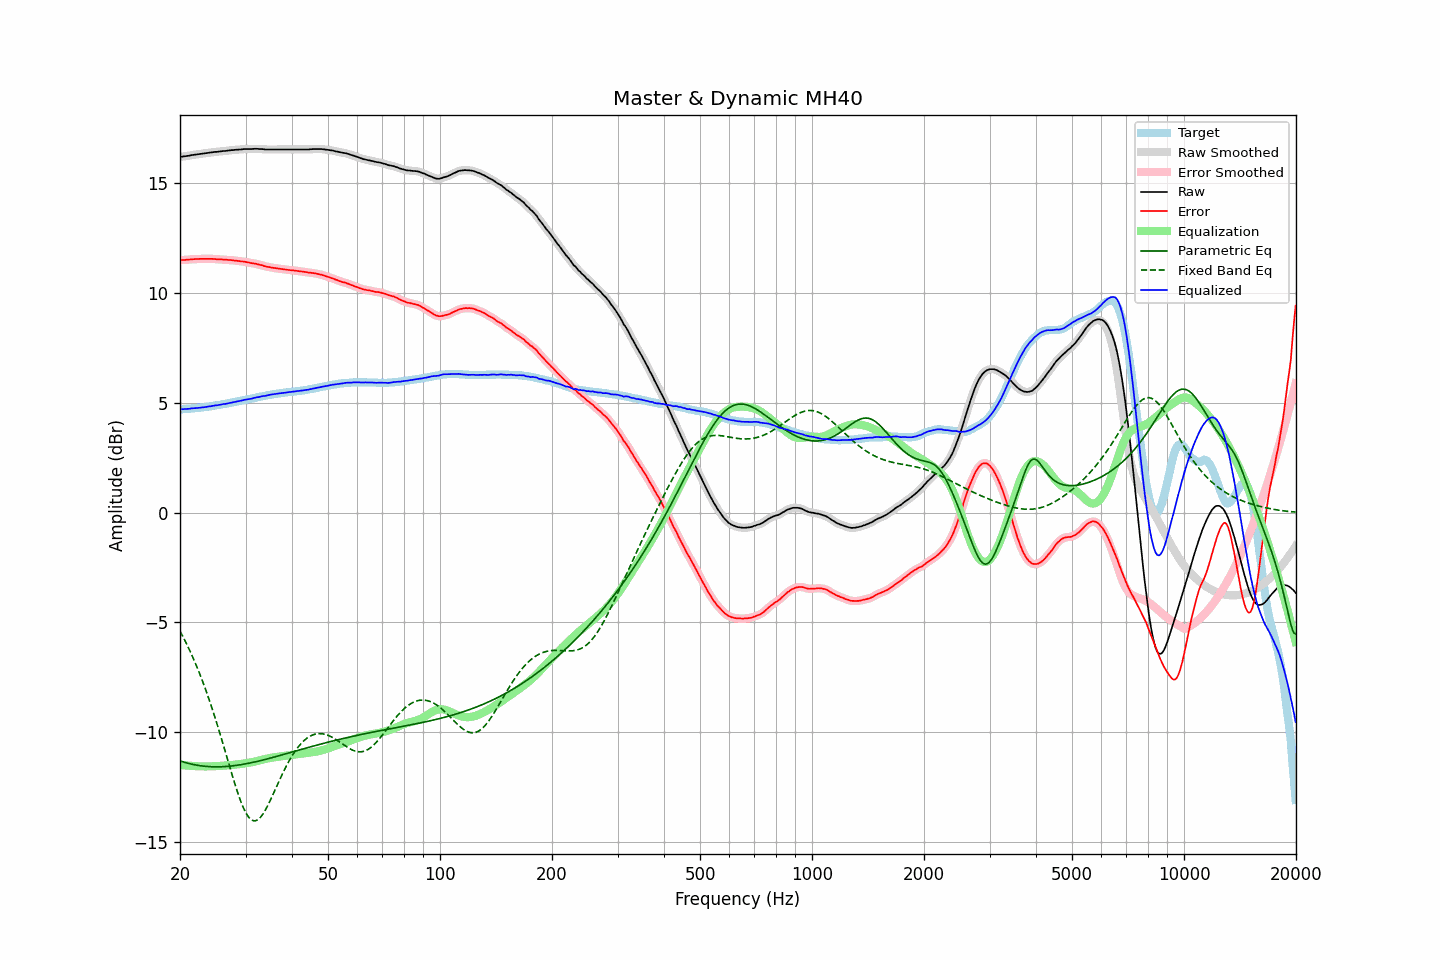 Master & Dynamic MH40
Target
Raw Smoothed
Error Smoothed
Raw
Error
Equalization
Parametric Eq
Fixed Band Eq
Equalized
Amplitude (dBr)
15
10
5
0
−5
−10
−15
20 50 100 200 500 1000 2000 5000 10000 20000
Frequency (Hz)